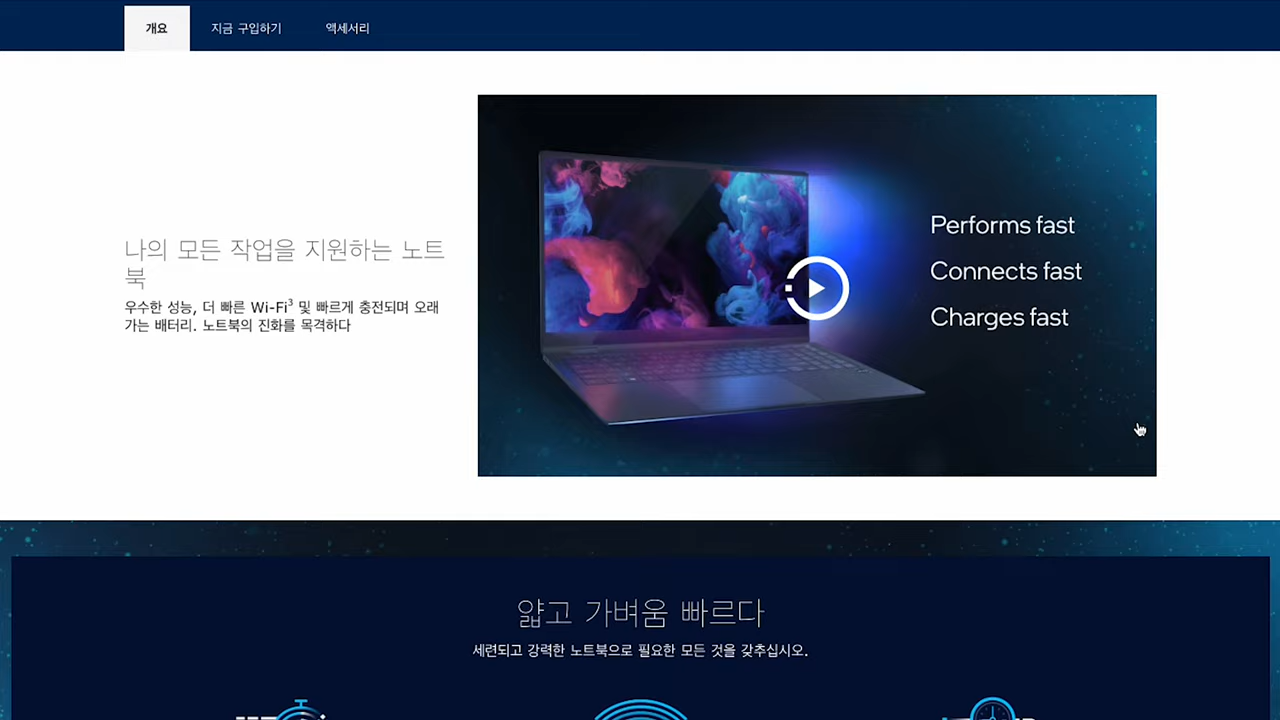 개요
지금 구입하기
액세서리
나의 모든 작업을 지원하는 노트
북
우수한 성능, 더 빠른 Wi-Fi³ 및 빠르게 충전되며 오래
가는 배터리. 노트북의 진화를 목격하다
Performs fast
Connects fast
Charges fast
얇고 가벼움 빠르다
세련되고 강력한 노트북으로 필요한 모든 것을 갖추십시오.